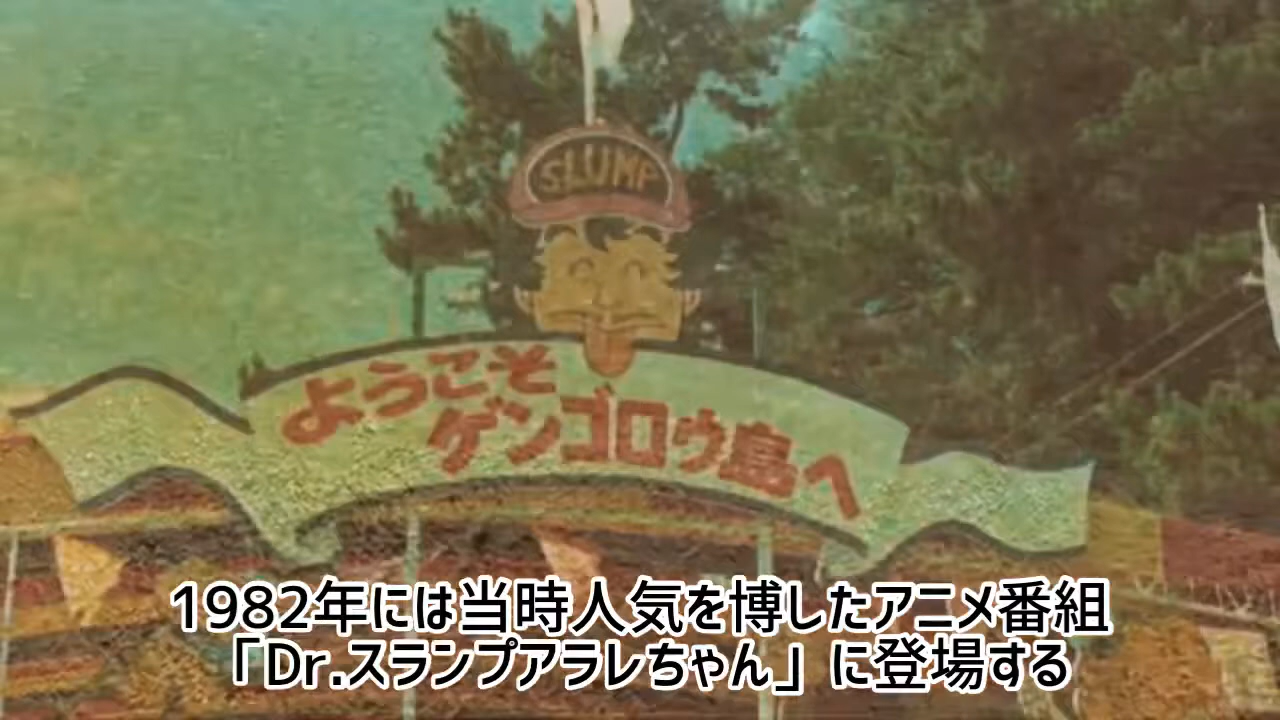 SLUMP
ようこそ
ゲンゴロウ島へ
1982年には当時人気を博したアニメ番組
「Dr.スランプアラレちゃん」に登場する